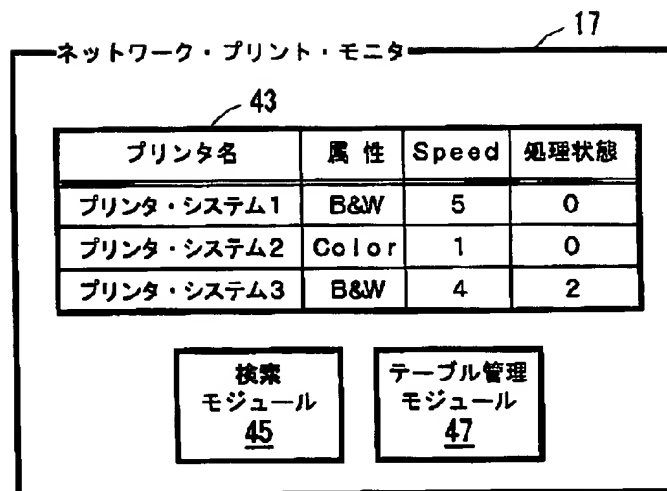 17
ネットワーク・プリント・モニタ
43
プリンタ名 属性 Speed 処理状態
プリンタ・システム1 B&W 5 0
プリンタ・システム2 Color 1 0
プリンタ・システム3 B&W 4 2
検索 テーブル管理
モジュール モジュール
45 47